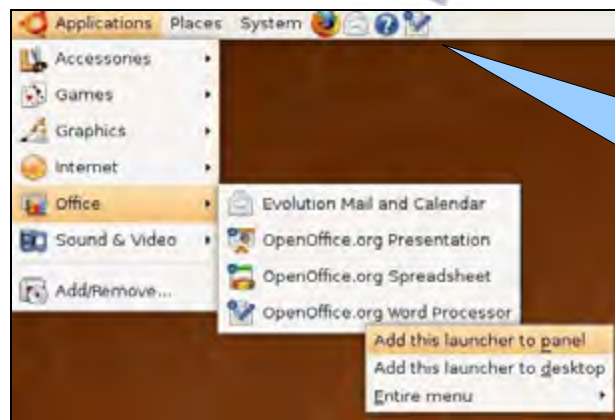 Applications Places System
Accessories
Games
Graphics
Internet
Office
Sound & Video
Add/Remove...
Evolution Mail and Calendar
OpenOffice.org Presentation
OpenOffice.org Spreadsheet
OpenOffice.org Word Processor
Add this launcher to panel
Add this launcher to desktop
Entire menu